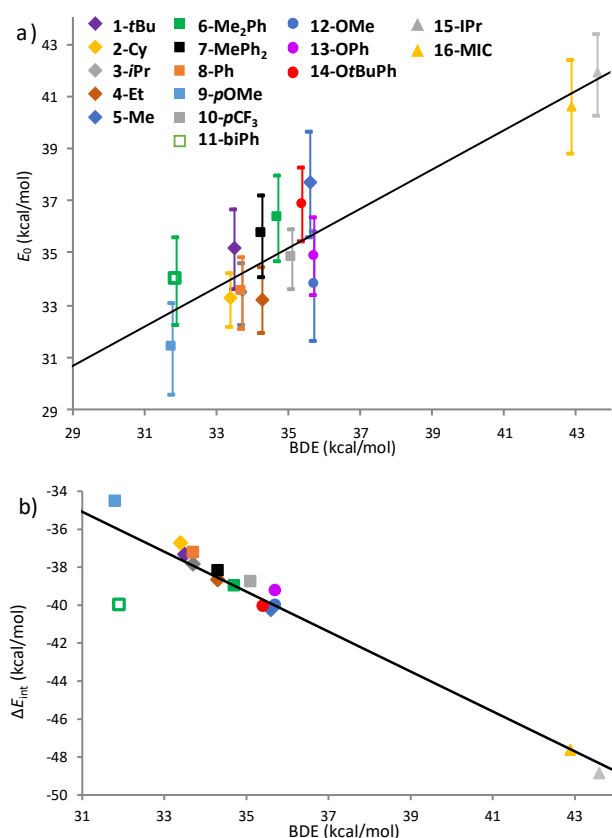 a)
1-tBu
2-Cy
3-iPr
4-Et
5-Me
6-Me₂Ph
7-MePh₂
8-Ph
9-pOMe
10-pCF₃
11-biPh
12-OMe
13-OPh
14-OtBuPh
15-IPr
16-MIC
E₀ (kcal/mol)
43
41
39
37
35
33
31
29
29 31 33 35 37 39 41 43
BDE (kcal/mol)
b)
ΔE_int (kcal/mol)
-34
-36
-38
-40
-42
-44
-46
-48
-50
31 33 35 37 39 41 43
BDE (kcal/mol)